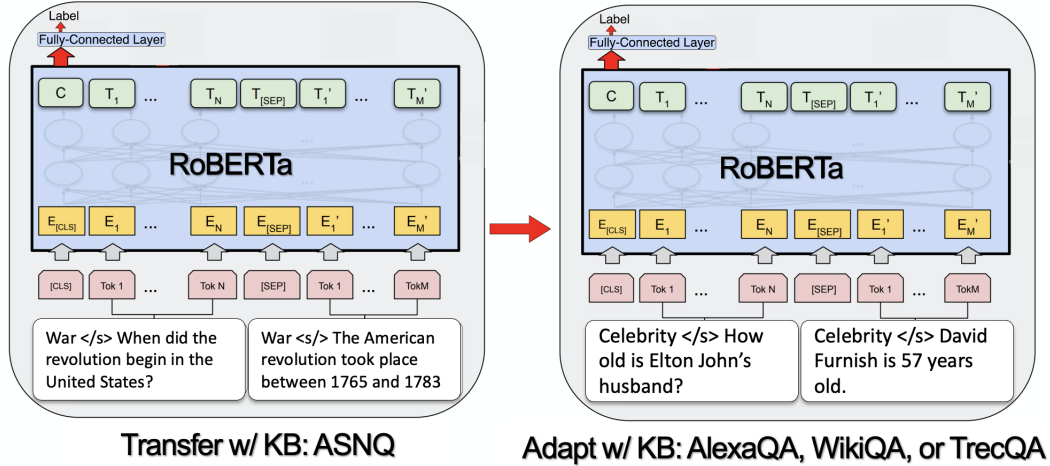 Label
Fully-Connected Layer
C T1 ... TN T[SEP] T1' ... TM'
...
RoBERTa
...
E[CLS] E1 ... EN E[SEP] E1' ... EM'
[CLS] Tok 1 ... Tok N [SEP] Tok 1 ... TokM
War </s> When did the
revolution begin in the
United States?
War <s/> The American
revolution took place
between 1765 and 1783
Transfer w/ KB: ASNQ
Label
Fully-Connected Layer
C T1 ... TN T[SEP] T1' ... TM'
...
RoBERTa
...
E[CLS] E1 ... EN E[SEP] E1' ... EM'
[CLS] Tok 1 ... Tok N [SEP] Tok 1 ... TokM
Celebrity </s> How
old is Elton John's
husband?
Celebrity </s> David
Furnish is 57 years
old.
Adapt w/ KB: AlexaQA, WikiQA, or TrecQA